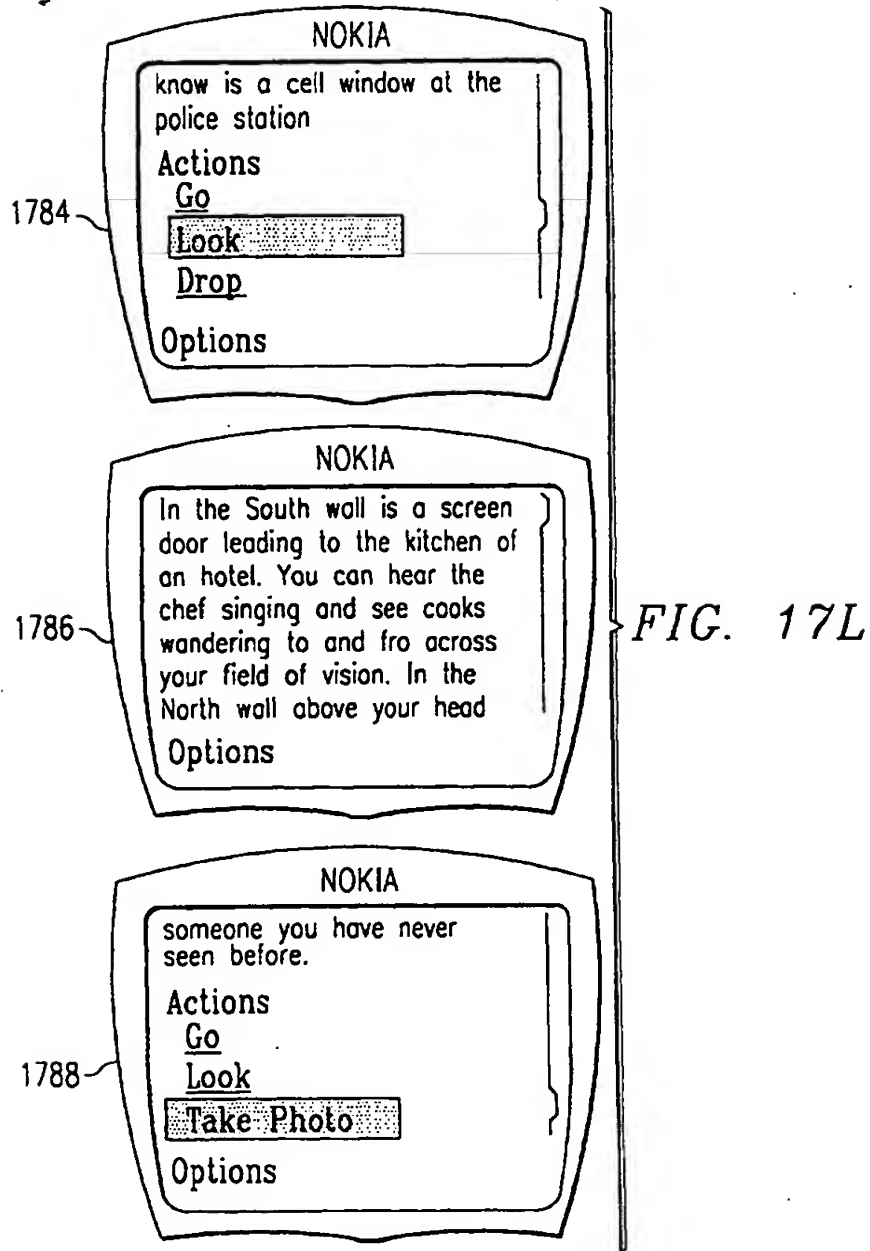 NOKIA
know is a cell window at the
police station
Actions
Go
Look
Drop
Options
1784
NOKIA
In the South wall is a screen
door leading to the kitchen of
an hotel. You can hear the
chef singing and see cooks
wandering to and fro across
your field of vision. In the
North wall above your head
Options
1786
FIG. 17L
NOKIA
someone you have never
seen before.
Actions
Go
Look
Take Photo
Options
1788